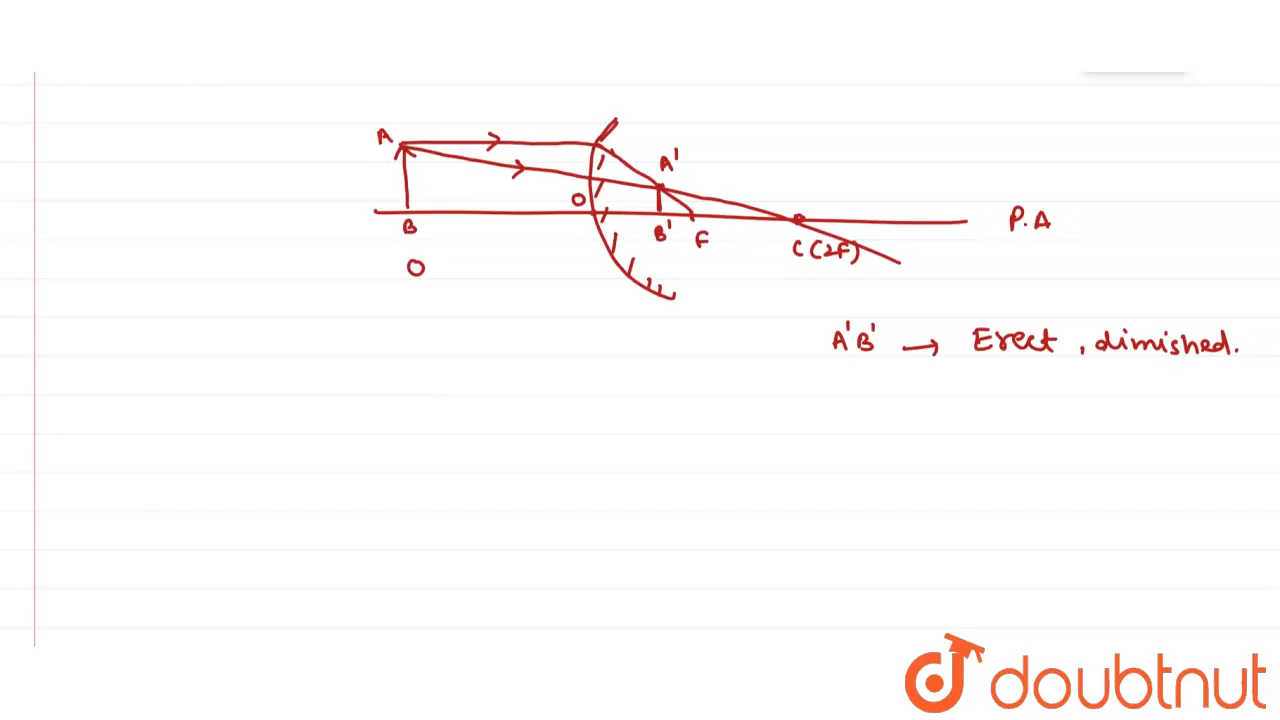 A
A'
O
P.A
B
B'
F
C (2F)
O
A'B' → Erect, dimished.
doubtnut